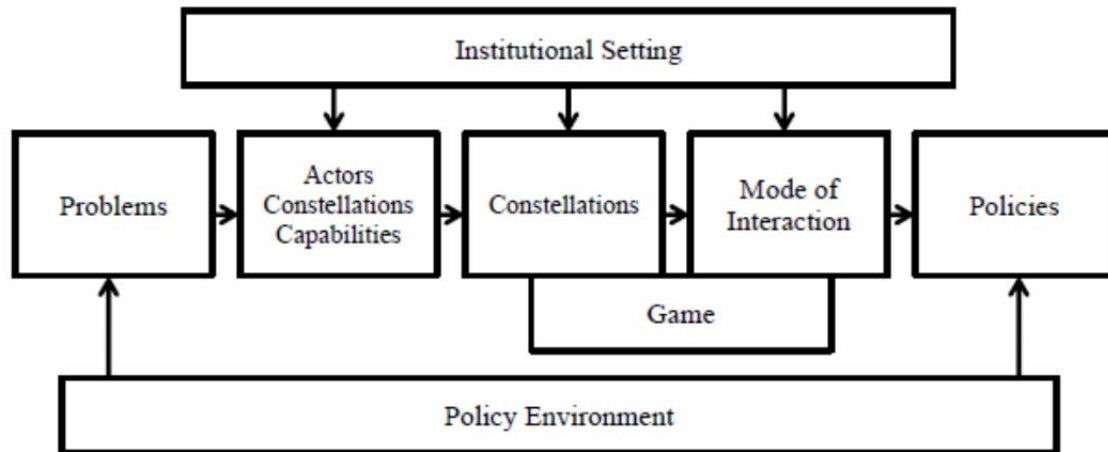 Institutional Setting
Problems
Actors
Constellations
Capabilities
Constellations
Mode of
Interaction
Policies
Game
Policy Environment